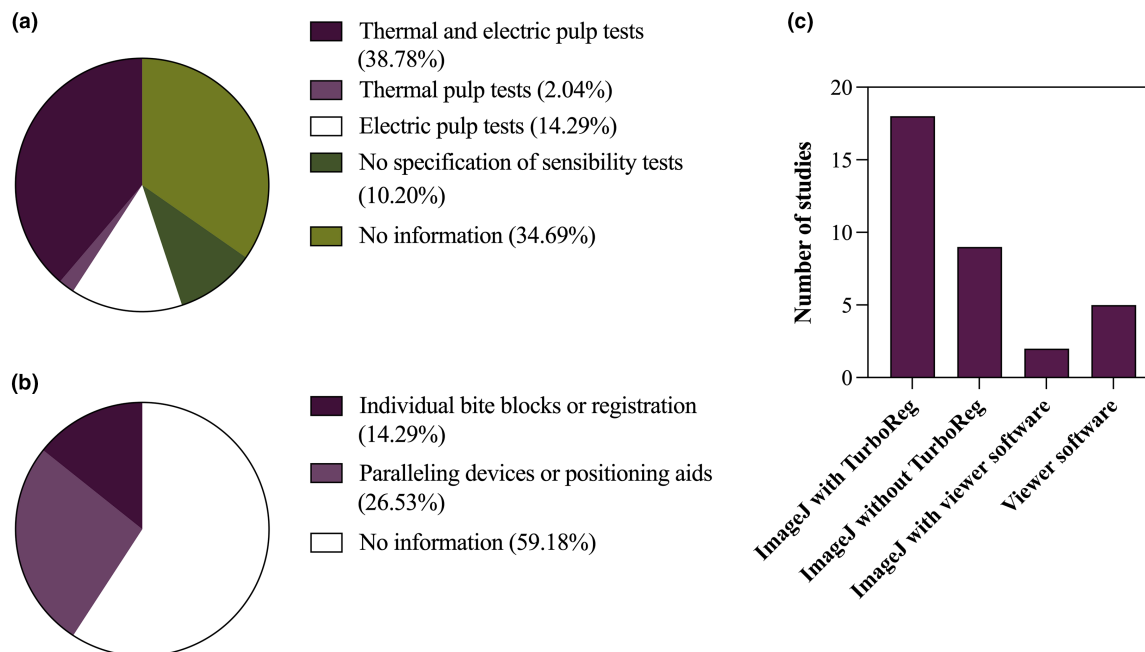 (a)
Thermal and electric pulp tests
(38.78%)
Thermal pulp tests (2.04%)
Electric pulp tests (14.29%)
No specification of sensibility tests
(10.20%)
No information (34.69%)
(b)
Individual bite blocks or registration
(14.29%)
Paralleling devices or positioning aids
(26.53%)
No information (59.18%)
(c)
Number of studies
20
15
10
5
0
ImageJ with TurboReg
ImageJ without TurboReg
ImageJ with viewer software
Viewer software